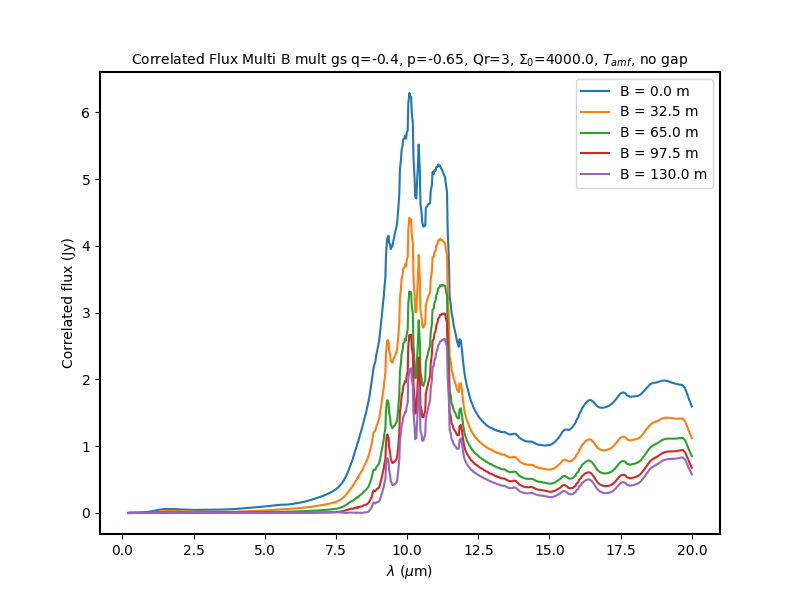 Correlated Flux Multi B mult gs q=-0.4, p=-0.65, Qr=3, Σ₀=4000.0, Tₐₘf, no gap
B = 0.0 m
B = 32.5 m
B = 65.0 m
B = 97.5 m
B = 130.0 m
Correlated flux (Jy)
6
5
4
3
2
1
0
0.0 2.5 5.0 7.5 10.0 12.5 15.0 17.5 20.0
λ (μm)